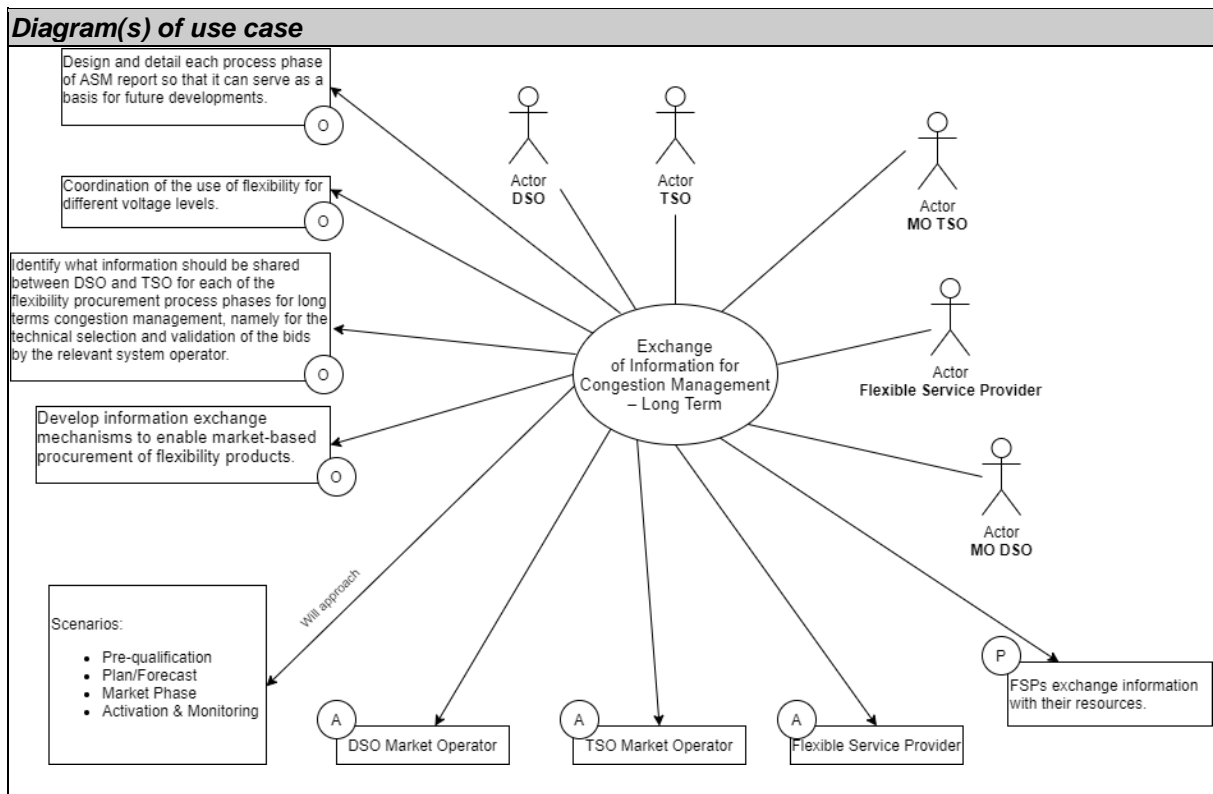 Diagram(s) of use case
Design and detail each process phase
of ASM report so that it can serve as a
basis for future developments.
O
Actor
DSO
Actor
TSO
Actor
MO TSO
Coordination of the use of flexibility for
different voltage levels.
O
Identify what information should be shared
between DSO and TSO for each of the
flexibility procurement process phases for long
terms congestion management, namely for the
technical selection and validation of the bids
by the relevant system operator.
O
Exchange
of Information for
Congestion Management
– Long Term
Actor
Flexible Service Provider
Develop information exchange
mechanisms to enable market-based
procurement of flexibility products.
O
Actor
MO DSO
Will approach
Scenarios:
• Pre-qualification
• Plan/Forecast
• Market Phase
• Activation & Monitoring
A
DSO Market Operator
A
TSO Market Operator
A
Flexible Service Provider
P
FSPs exchange information
with their resources.